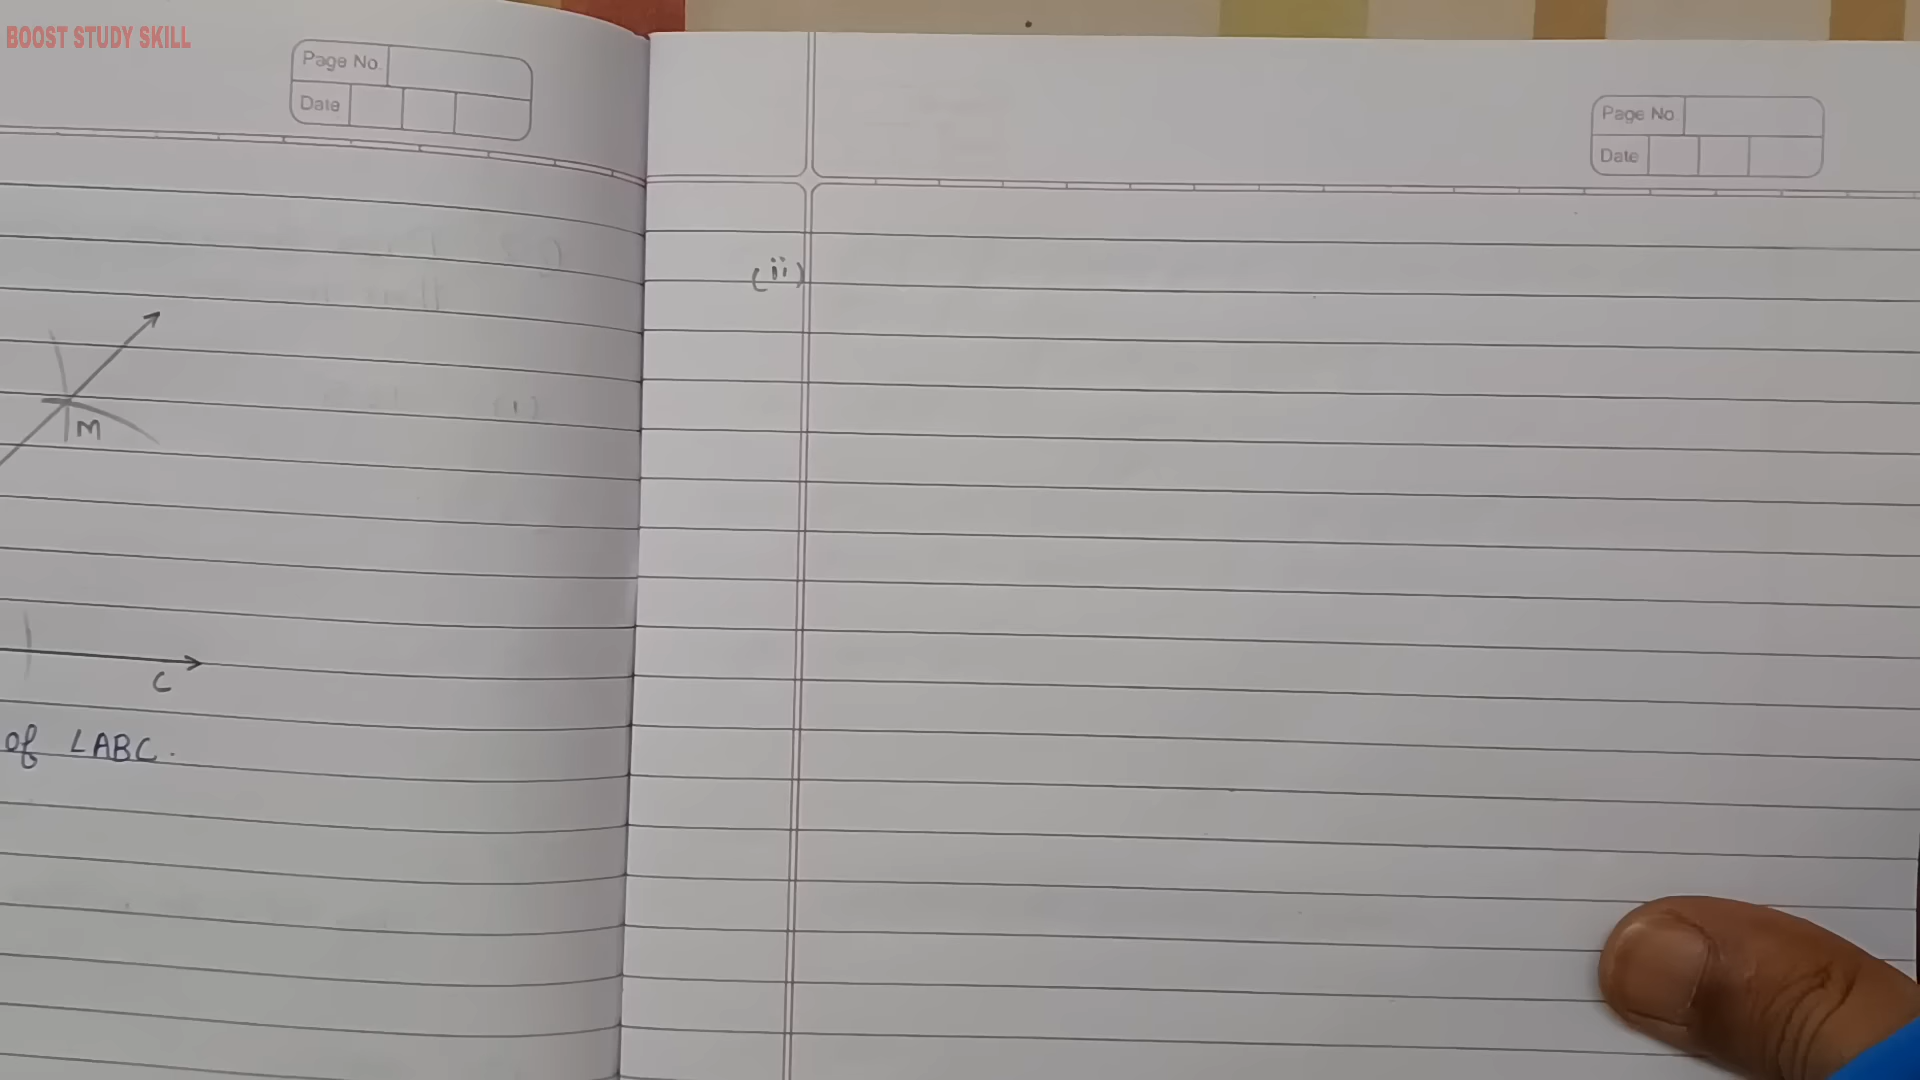 BOOST STUDY SKILL
Page No.
Date
M
C
of ∠ABC.
Page No
Date
(ii)